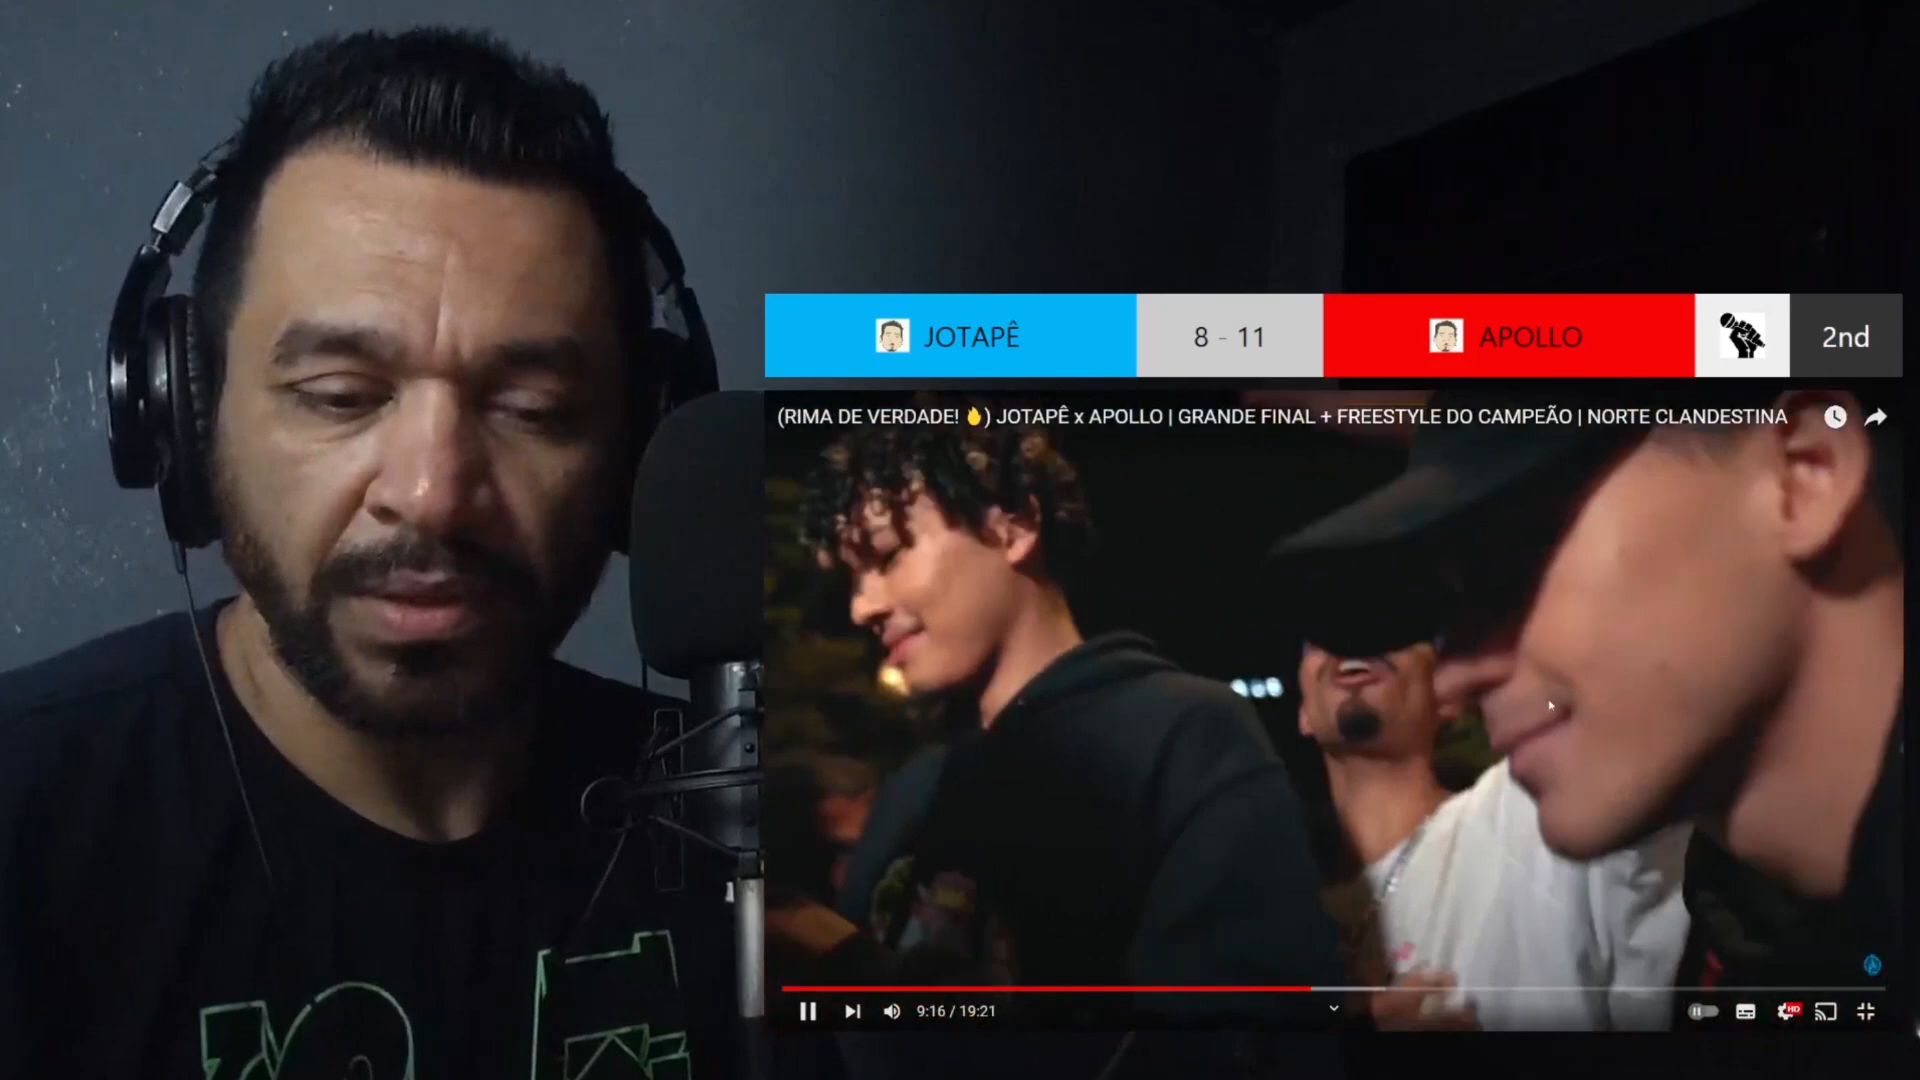 JOTAPÊ 8 - 11 APOLLO 2nd
(RIMA DE VERDADE! 🔥) JOTAPÊ x APOLLO | GRANDE FINAL + FREESTYLE DO CAMPEÃO | NORTE CLANDESTINA
9:16 / 19:21
HD